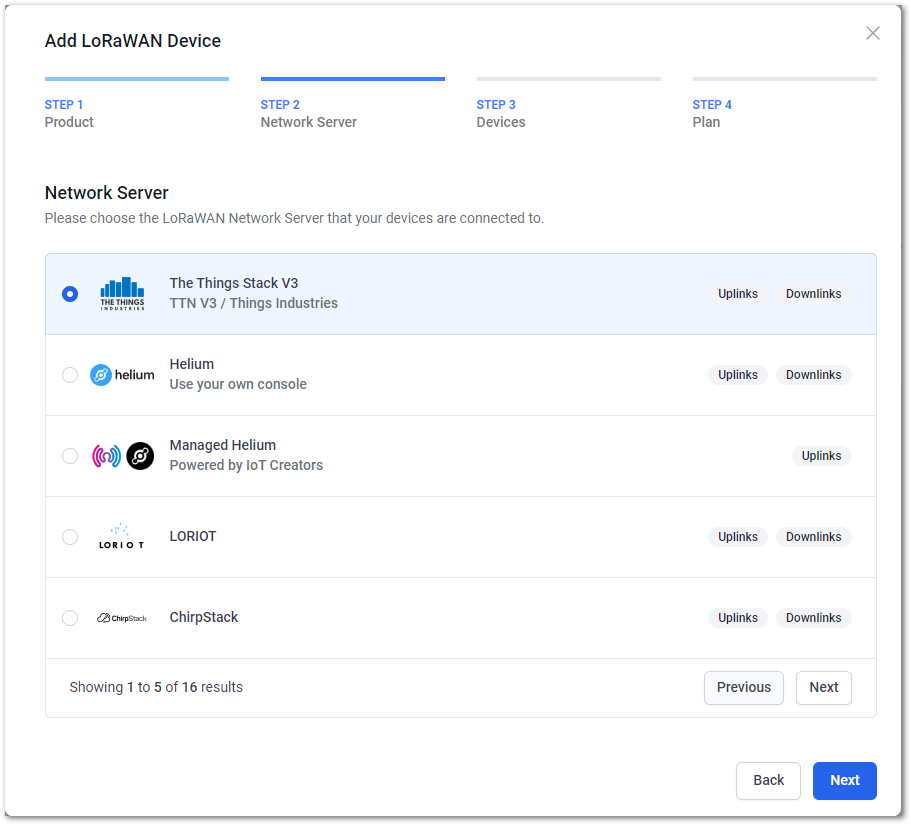 Add LoRaWAN Device
STEP 1
Product
STEP 2
Network Server
STEP 3
Devices
STEP 4
Plan
Network Server
Please choose the LoRaWAN Network Server that your devices are connected to.
THE THINGS
INDUSTRIES
The Things Stack V3
TTN V3 / Things Industries
Uplinks
Downlinks
helium
Helium
Use your own console
Uplinks
Downlinks
Managed Helium
Powered by IoT Creators
Uplinks
LORIOT
LORIOT
Uplinks
Downlinks
ChirpStack
ChirpStack
Uplinks
Downlinks
Showing 1 to 5 of 16 results
Previous
Next
Back
Next